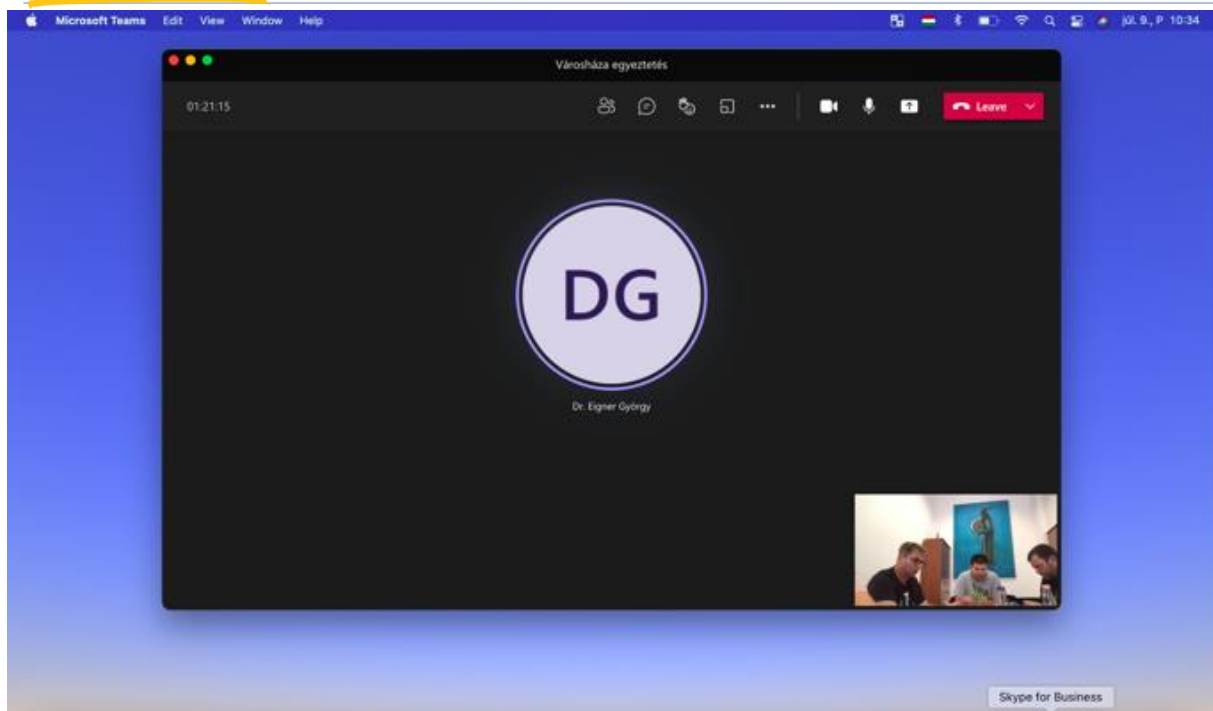 Microsoft Teams Edit View Window Help júl. 9., P 10:34
Városháza egyeztetés
01:21:15
Leave
DG
Dr. Eigner György
Skype for Business